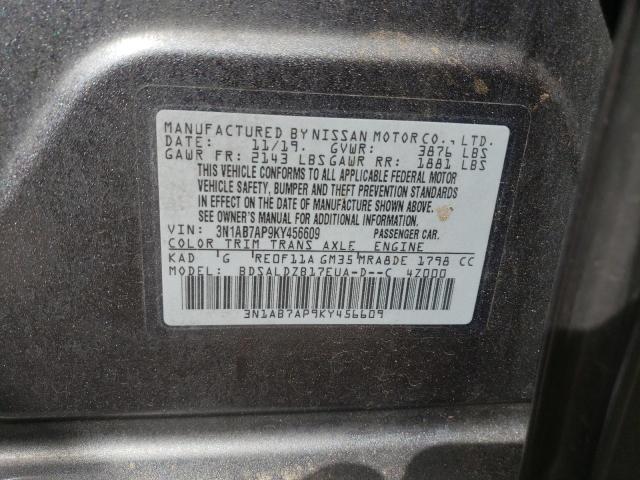 MANUFACTURED BY NISSAN MOTOR CO., LTD.
DATE: 11/19. GVWR: 3876 LBS
GAWR FR: 2143 LBS GAWR RR: 1881 LBS
THIS VEHICLE CONFORMS TO ALL APPLICABLE FEDERAL MOTOR
VEHICLE SAFETY, BUMPER AND THEFT PREVENTION STANDARDS
IN EFFECT ON THE DATE OF MANUFACTURE SHOWN ABOVE.
SEE OWNER'S MANUAL FOR ADDITIONAL INFORMATION.
VIN: 3N1AB7AP9KY456609 PASSENGER CAR.
COLOR TRIM TRANS AXLE ENGINE
KAD G RE0F11A GM35 MRA8DE 1798 CC
MODEL: BDSALDZB17EUA-D--C 4Z000
3N1AB7AP9KY456609